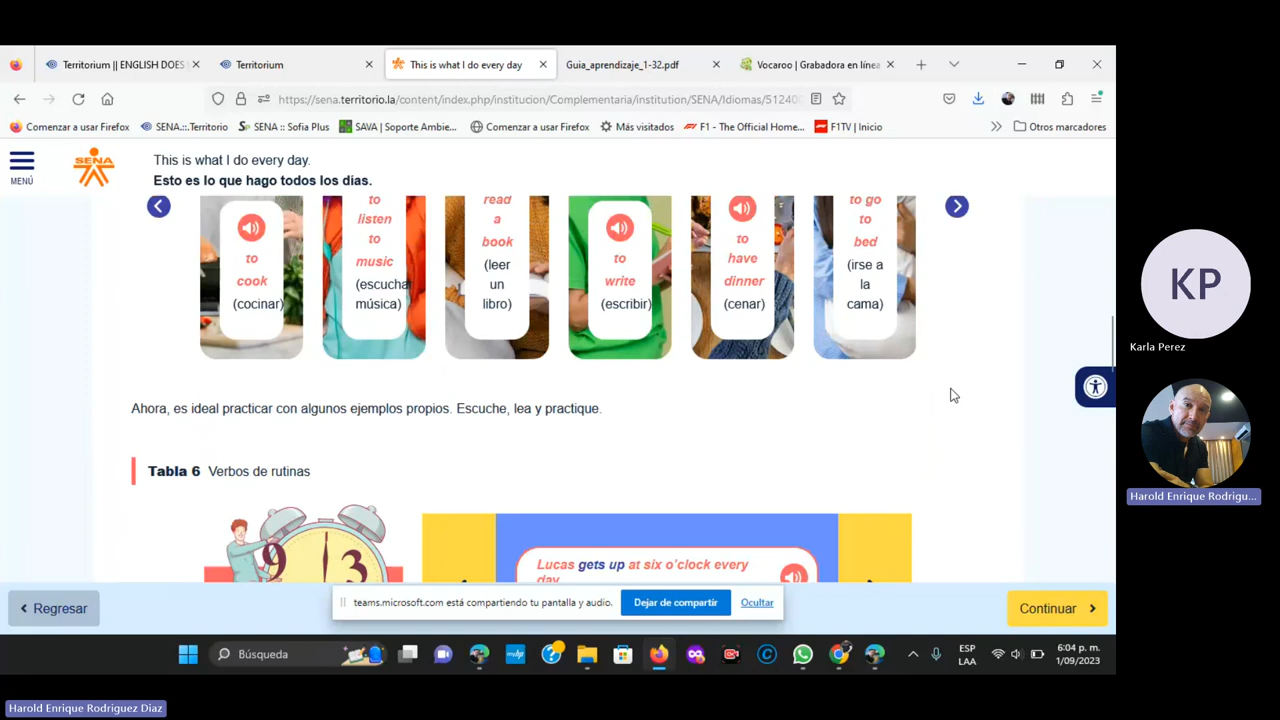 Territorium || ENGLISH DOES
Territorium
This is what I do every day
Guia_aprendizaje_1-32.pdf
Vocaroo | Grabadora en línea
https://sena.territorio.la/content/index.php/institucion/Complementaria/institution/SENA/Idiomas/51240
Comenzar a usar Firefox
SENA.::.Territorio
SENA :: Sofia Plus
SAVA | Soporte Ambie...
Comenzar a usar Firefox
Más visitados
F1 - The Official Home...
F1TV | Inicio
Otros marcadores
MENÚ
SENA
This is what I do every day.
Esto es lo que hago todos los días.
to
cook
(cocinar)
to
listen
to
music
(escuchar
música)
read
a
book
(leer
un
libro)
to
write
(escribir)
to
have
dinner
(cenar)
to go
to
bed
(irse a
la
cama)
Ahora, es ideal practicar con algunos ejemplos propios. Escuche, lea y practique.
Tabla 6 Verbos de rutinas
9
3
Lucas gets up at six o'clock every
day
Regresar
teams.microsoft.com está compartiendo tu pantalla y audio.
Dejar de compartir
Ocultar
Continuar
Búsqueda
ESP
LAA
6:04 p. m.
1/09/2023
KP
Karla Perez
Harold Enrique Rodrigu...
Harold Enrique Rodriguez Diaz